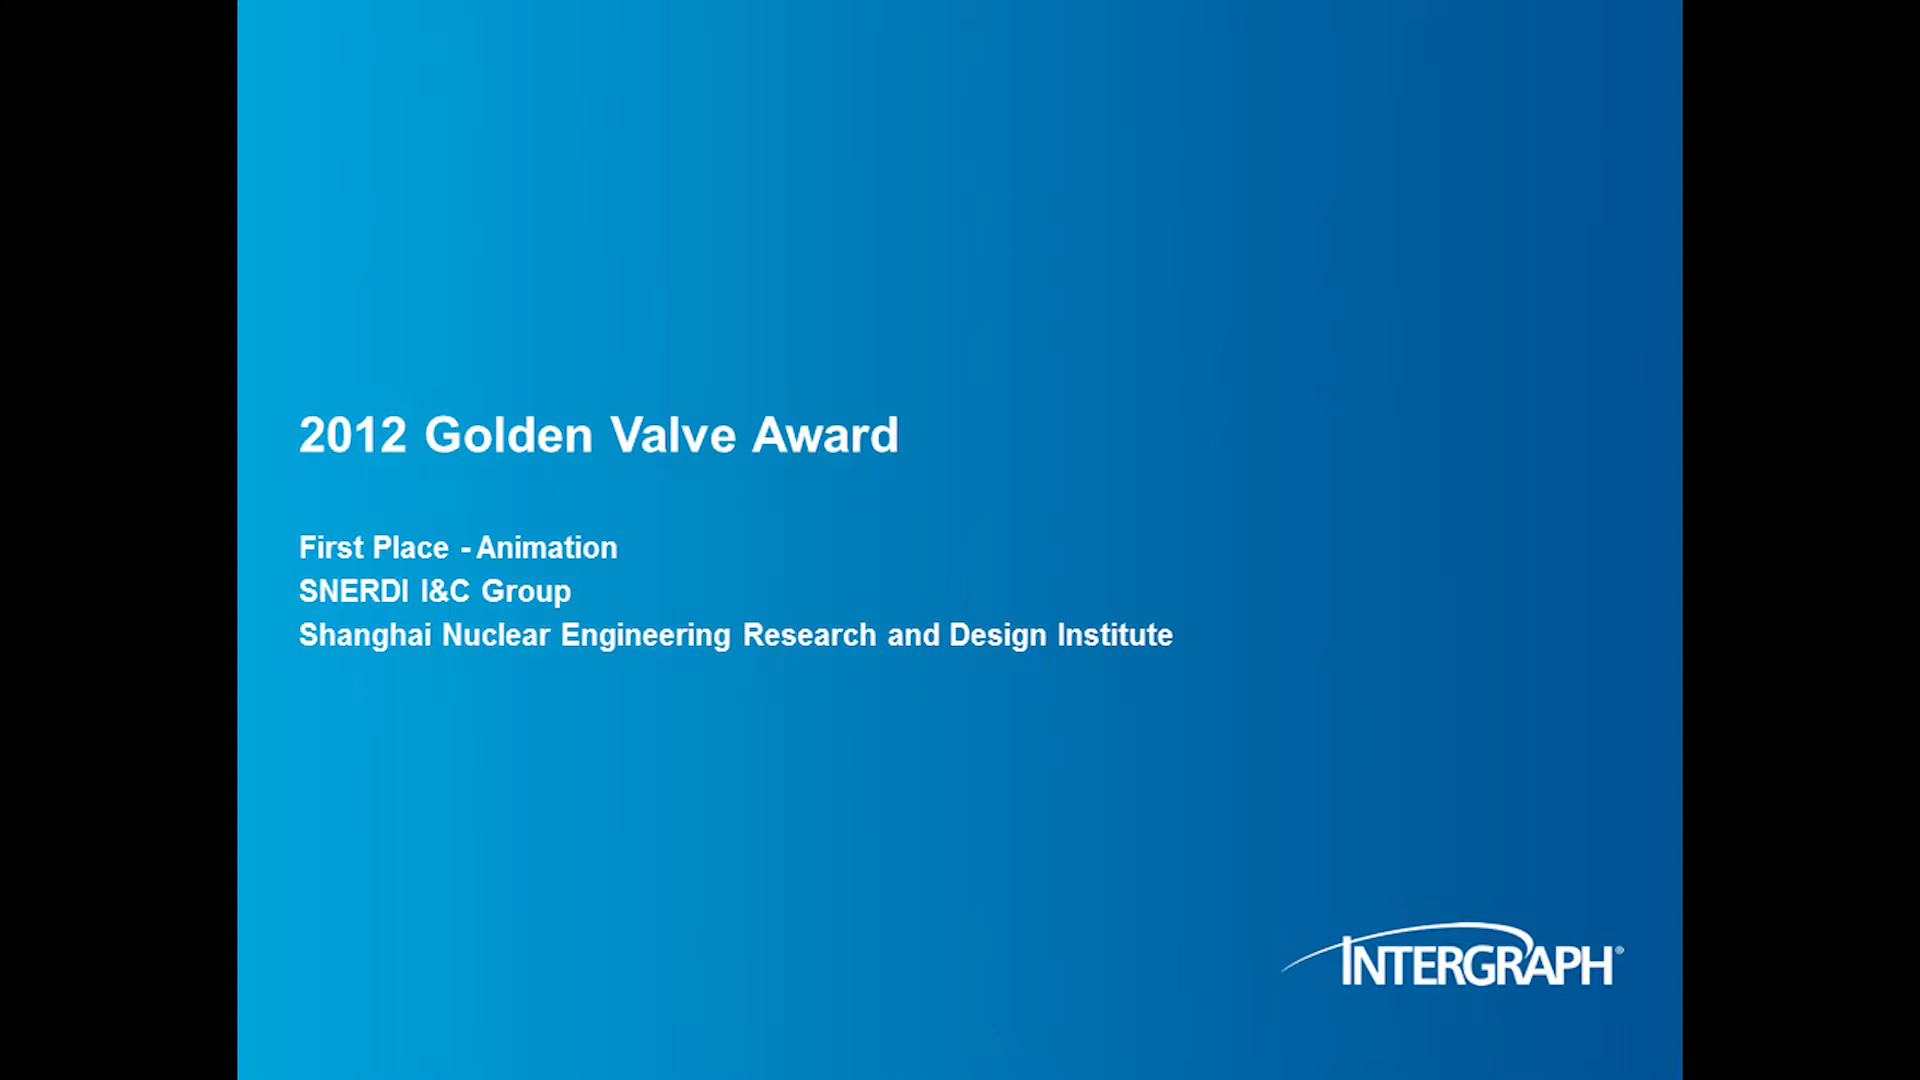 2012 Golden Valve Award
First Place - Animation
SNERDI I&C Group
Shanghai Nuclear Engineering Research and Design Institute
INTERGRAPH®